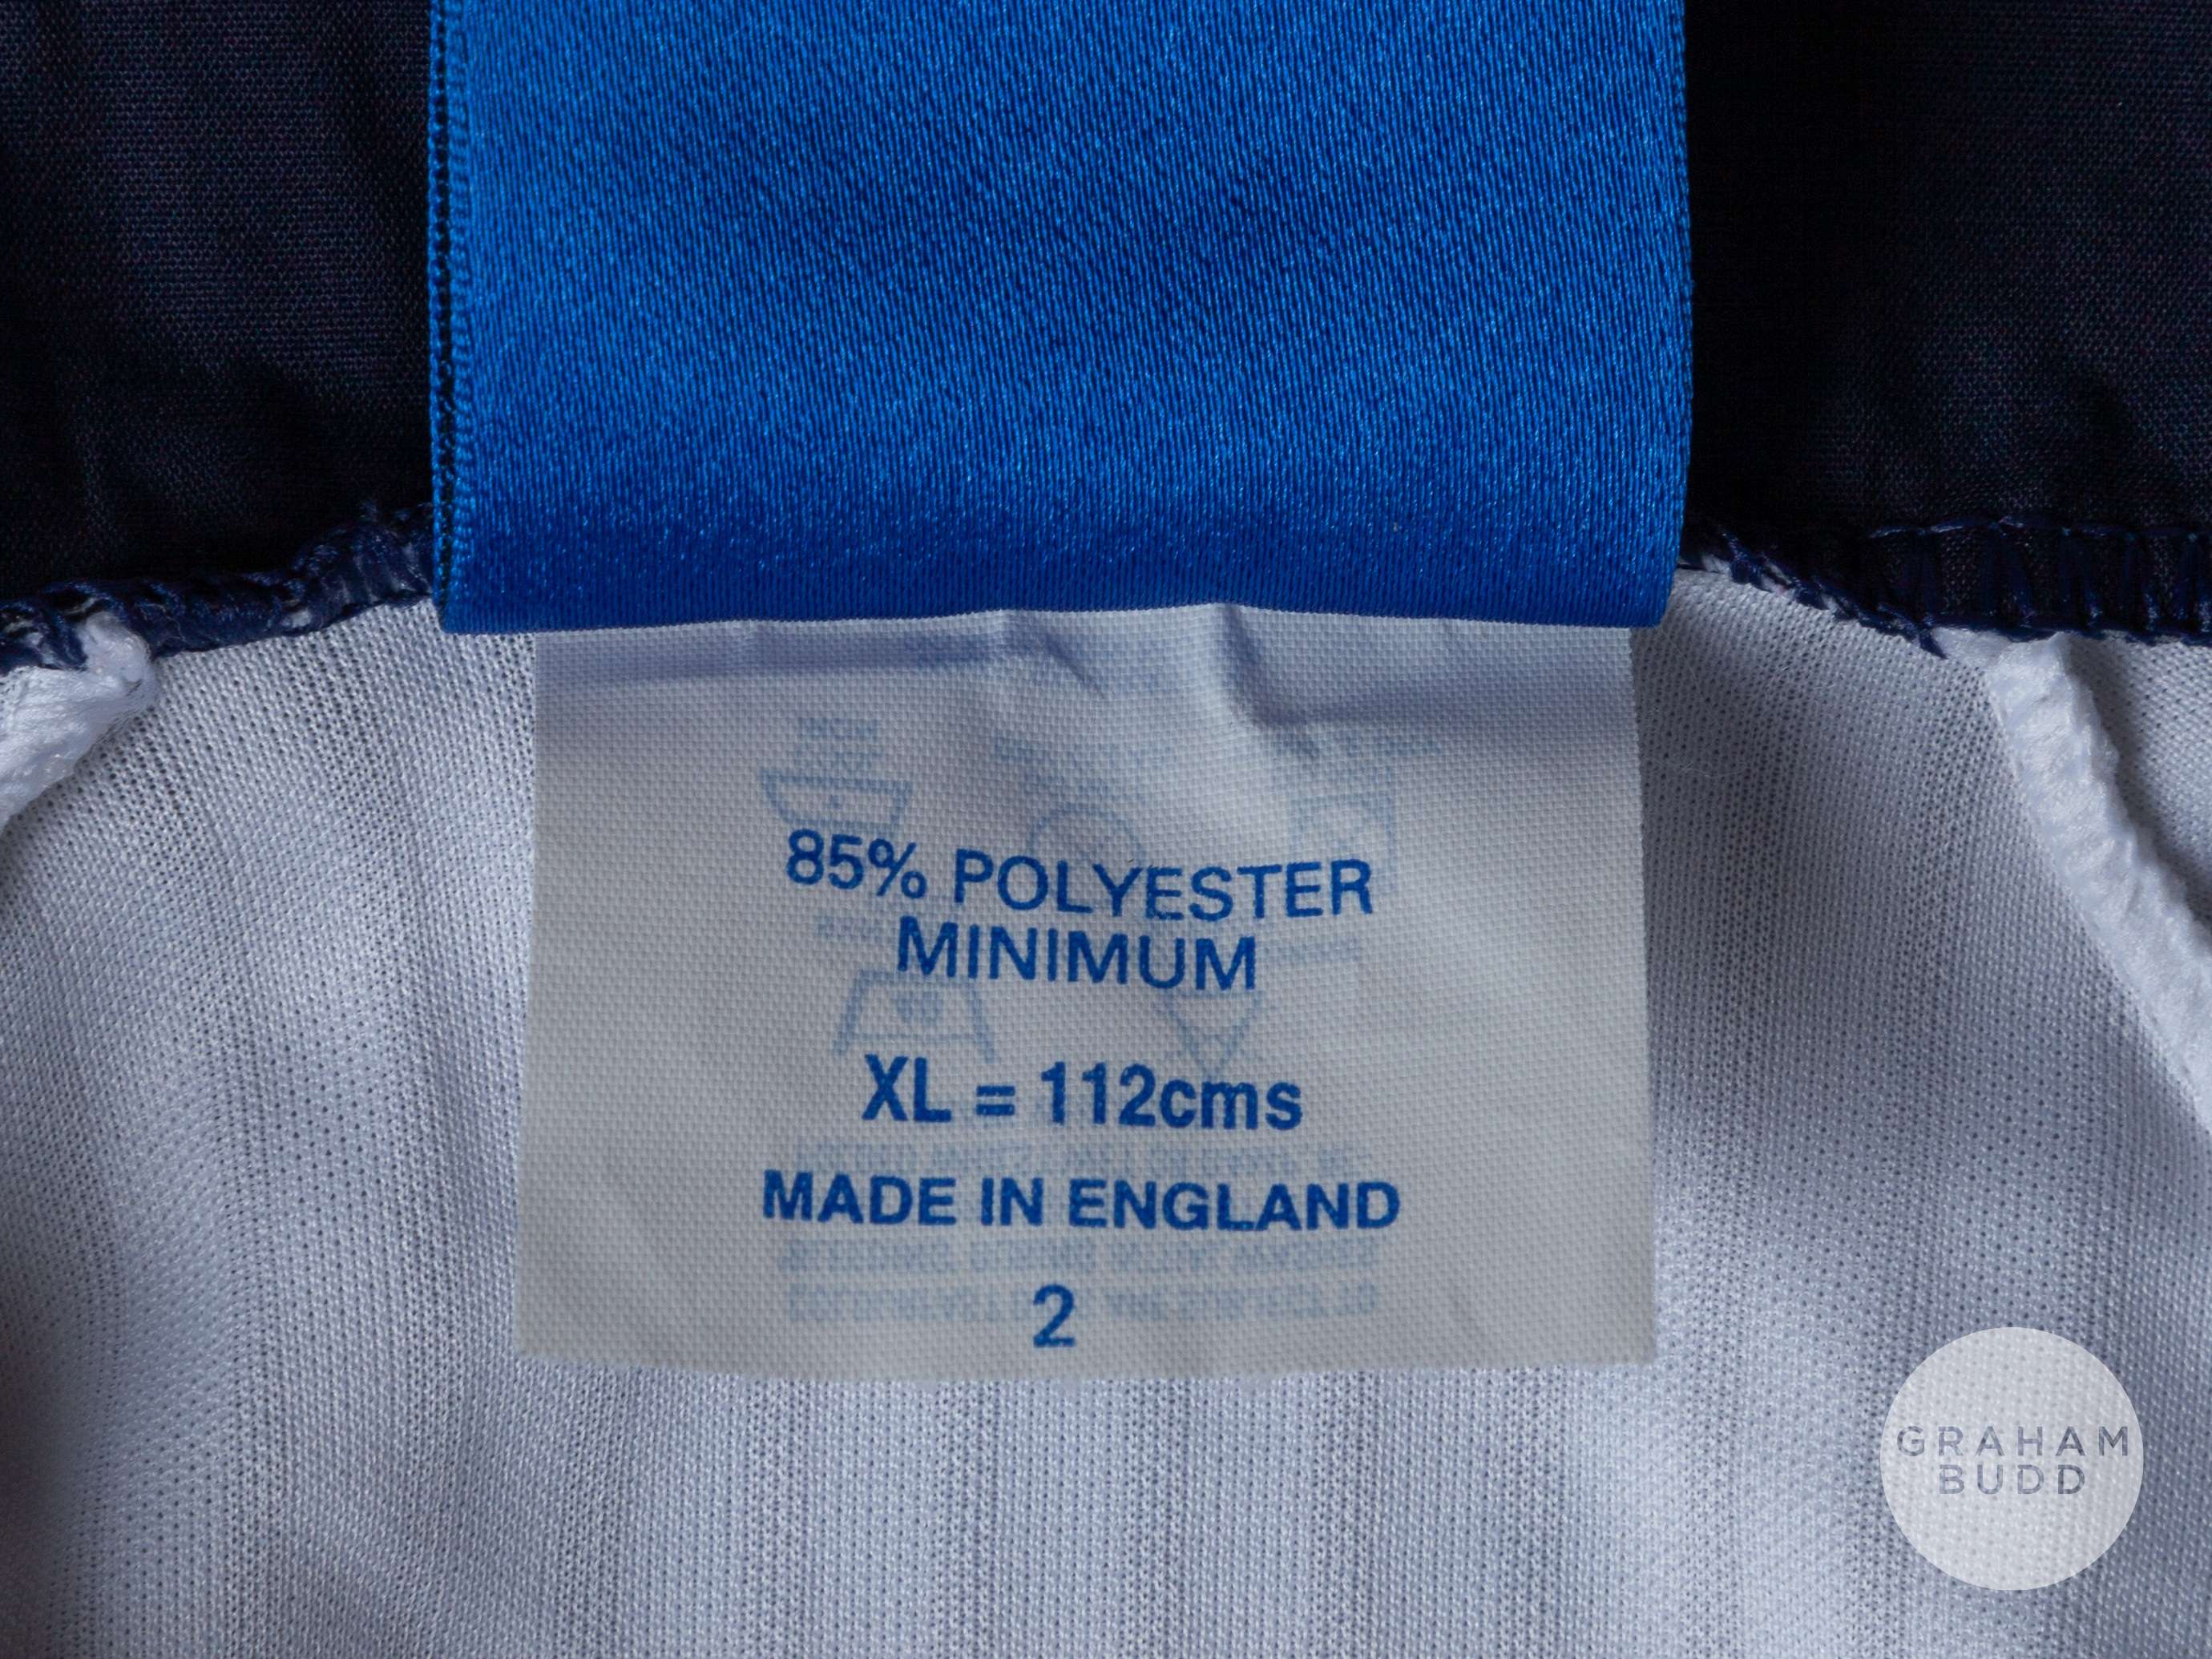 85% POLYESTER
MINIMUM
XL = 112cms
MADE IN ENGLAND
2
GRAHAM
BUDD